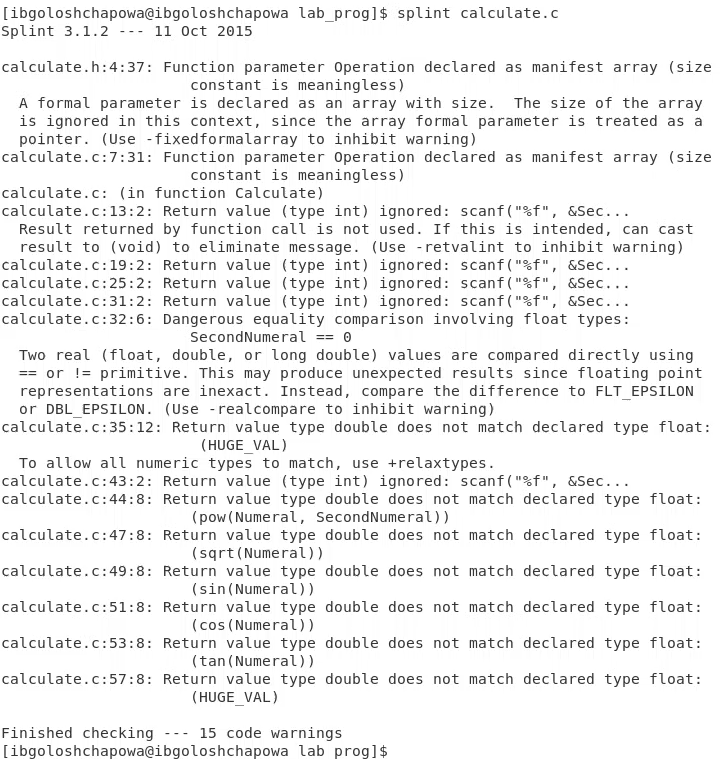 [ibgoloshchapowa@ibgoloshchapowa lab_prog]$ splint calculate.c
Splint 3.1.2 --- 11 Oct 2015

calculate.h:4:37: Function parameter Operation declared as manifest array (size
                     constant is meaningless)
  A formal parameter is declared as an array with size.  The size of the array
  is ignored in this context, since the array formal parameter is treated as a
  pointer. (Use -fixedformalarray to inhibit warning)
calculate.c:7:31: Function parameter Operation declared as manifest array (size
                     constant is meaningless)
calculate.c: (in function Calculate)
calculate.c:13:2: Return value (type int) ignored: scanf("%f", &Sec...
  Result returned by function call is not used. If this is intended, can cast
  result to (void) to eliminate message. (Use -retvalint to inhibit warning)
calculate.c:19:2: Return value (type int) ignored: scanf("%f", &Sec...
calculate.c:25:2: Return value (type int) ignored: scanf("%f", &Sec...
calculate.c:31:2: Return value (type int) ignored: scanf("%f", &Sec...
calculate.c:32:6: Dangerous equality comparison involving float types:
                     SecondNumeral == 0
  Two real (float, double, or long double) values are compared directly using
  == or != primitive. This may produce unexpected results since floating point
  representations are inexact. Instead, compare the difference to FLT_EPSILON
  or DBL_EPSILON. (Use -realcompare to inhibit warning)
calculate.c:35:12: Return value type double does not match declared type float:
                      (HUGE_VAL)
  To allow all numeric types to match, use +relaxtypes.
calculate.c:43:2: Return value (type int) ignored: scanf("%f", &Sec...
calculate.c:44:8: Return value type double does not match declared type float:
                     (pow(Numeral, SecondNumeral))
calculate.c:47:8: Return value type double does not match declared type float:
                     (sqrt(Numeral))
calculate.c:49:8: Return value type double does not match declared type float:
                     (sin(Numeral))
calculate.c:51:8: Return value type double does not match declared type float:
                     (cos(Numeral))
calculate.c:53:8: Return value type double does not match declared type float:
                     (tan(Numeral))
calculate.c:57:8: Return value type double does not match declared type float:
                     (HUGE_VAL)

Finished checking --- 15 code warnings
[ibgoloshchapowa@ibgoloshchapowa lab prog]$